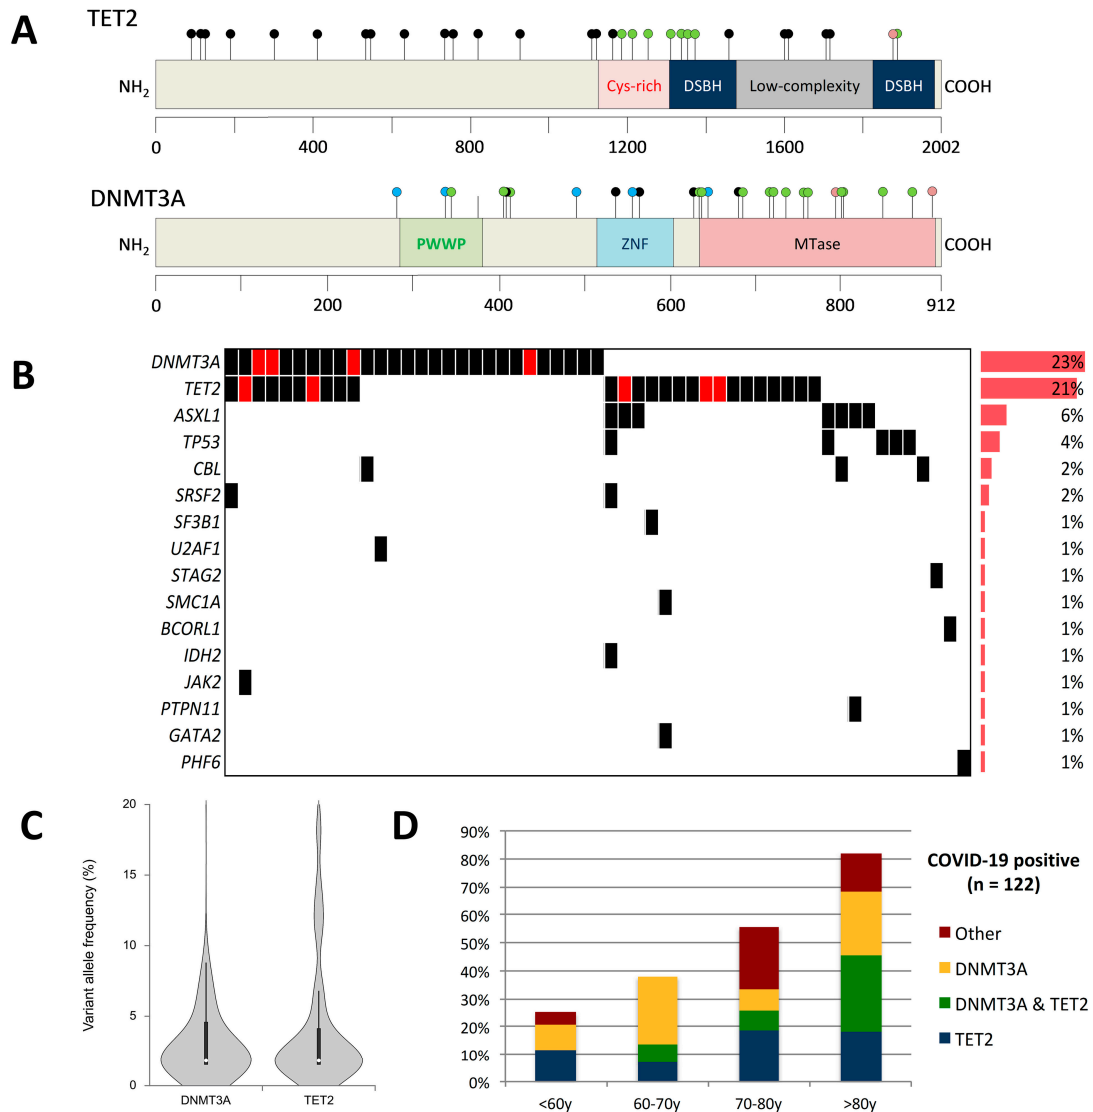 A
TET2
NH2
Cys-rich
DSBH
Low-complexity
DSBH
COOH
0 400 800 1200 1600 2002
DNMT3A
NH2
PWWP
ZNF
MTase
COOH
0 200 400 600 800 912
B
DNMT3A 23%
TET2 21%
ASXL1 6%
TP53 4%
CBL 2%
SRSF2 2%
SF3B1 1%
U2AF1 1%
STAG2 1%
SMC1A 1%
BCORL1 1%
IDH2 1%
JAK2 1%
PTPN11 1%
GATA2 1%
PHF6 1%
C
Variant allele frequency (%)
20
15
10
5
0
DNMT3A TET2
D
90%
80%
70%
60%
50%
40%
30%
20%
10%
0%
<60y 60-70y 70-80y >80y
COVID-19 positive
(n = 122)
Other
DNMT3A
DNMT3A & TET2
TET2